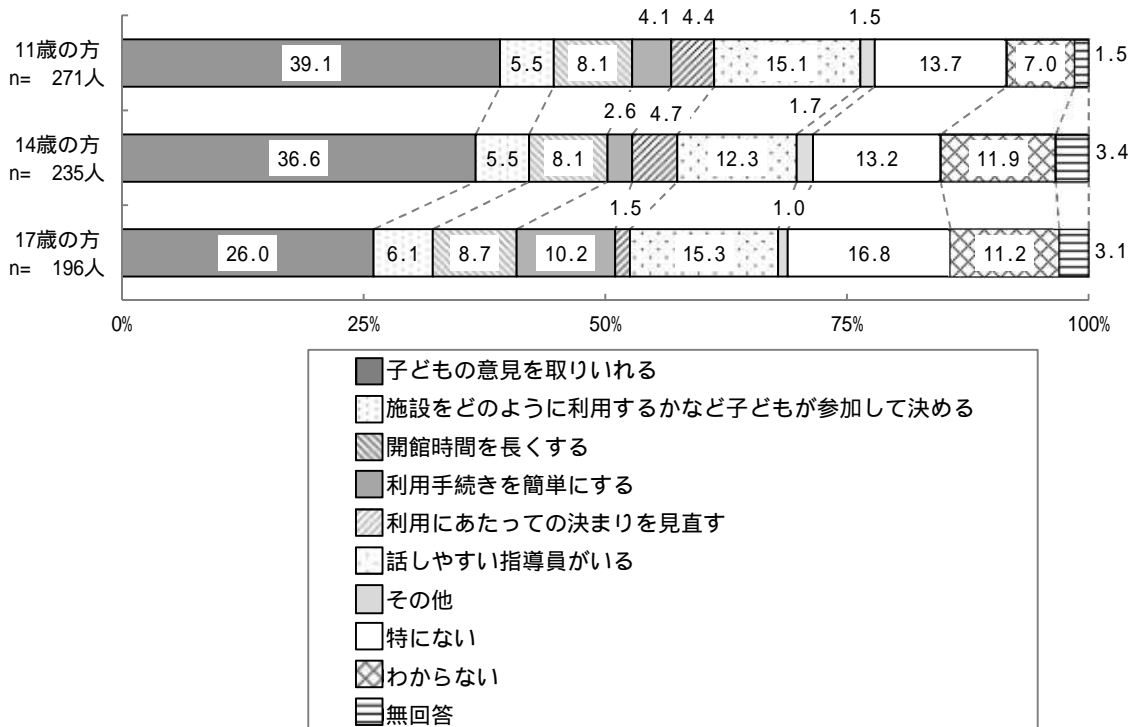 4.1 4.4 1.5
11歳の方
n= 271人
39.1 5.5 8.1 15.1 13.7 7.0 1.5
2.6 4.7 1.7
14歳の方
n= 235人
36.6 5.5 8.1 12.3 13.2 11.9 3.4
1.5 1.0
17歳の方
n= 196人
26.0 6.1 8.7 10.2 15.3 16.8 11.2 3.1
0% 25% 50% 75% 100%
子どもの意見を取りいれる
施設をどのように利用するかなど子どもが参加して決める
開館時間を長くする
利用手続きを簡単にする
利用にあたっての決まりを見直す
話しやすい指導員がいる
その他
特にない
わからない
無回答